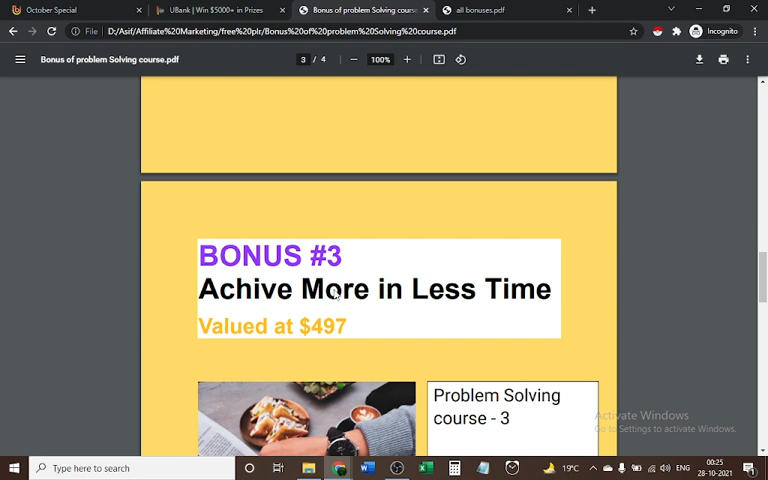 October Special
UBank | Win $5000+ in Prizes
Bonus of problem Solving cours
all bonuses.pdf
File
D:/Asif/Affiliate%20Marketing/free%20plr/Bonus%20of%20problem%20Solving%20course.pdf
Incognito
Bonus of problem Solving course.pdf
3 / 4
100%
BONUS #3
Achive More in Less Time
Valued at $497
Problem Solving
course - 3
Activate Windows
Go to Settings to activate Windows.
Type here to search
19°C
ENG
00:25
28-10-2021